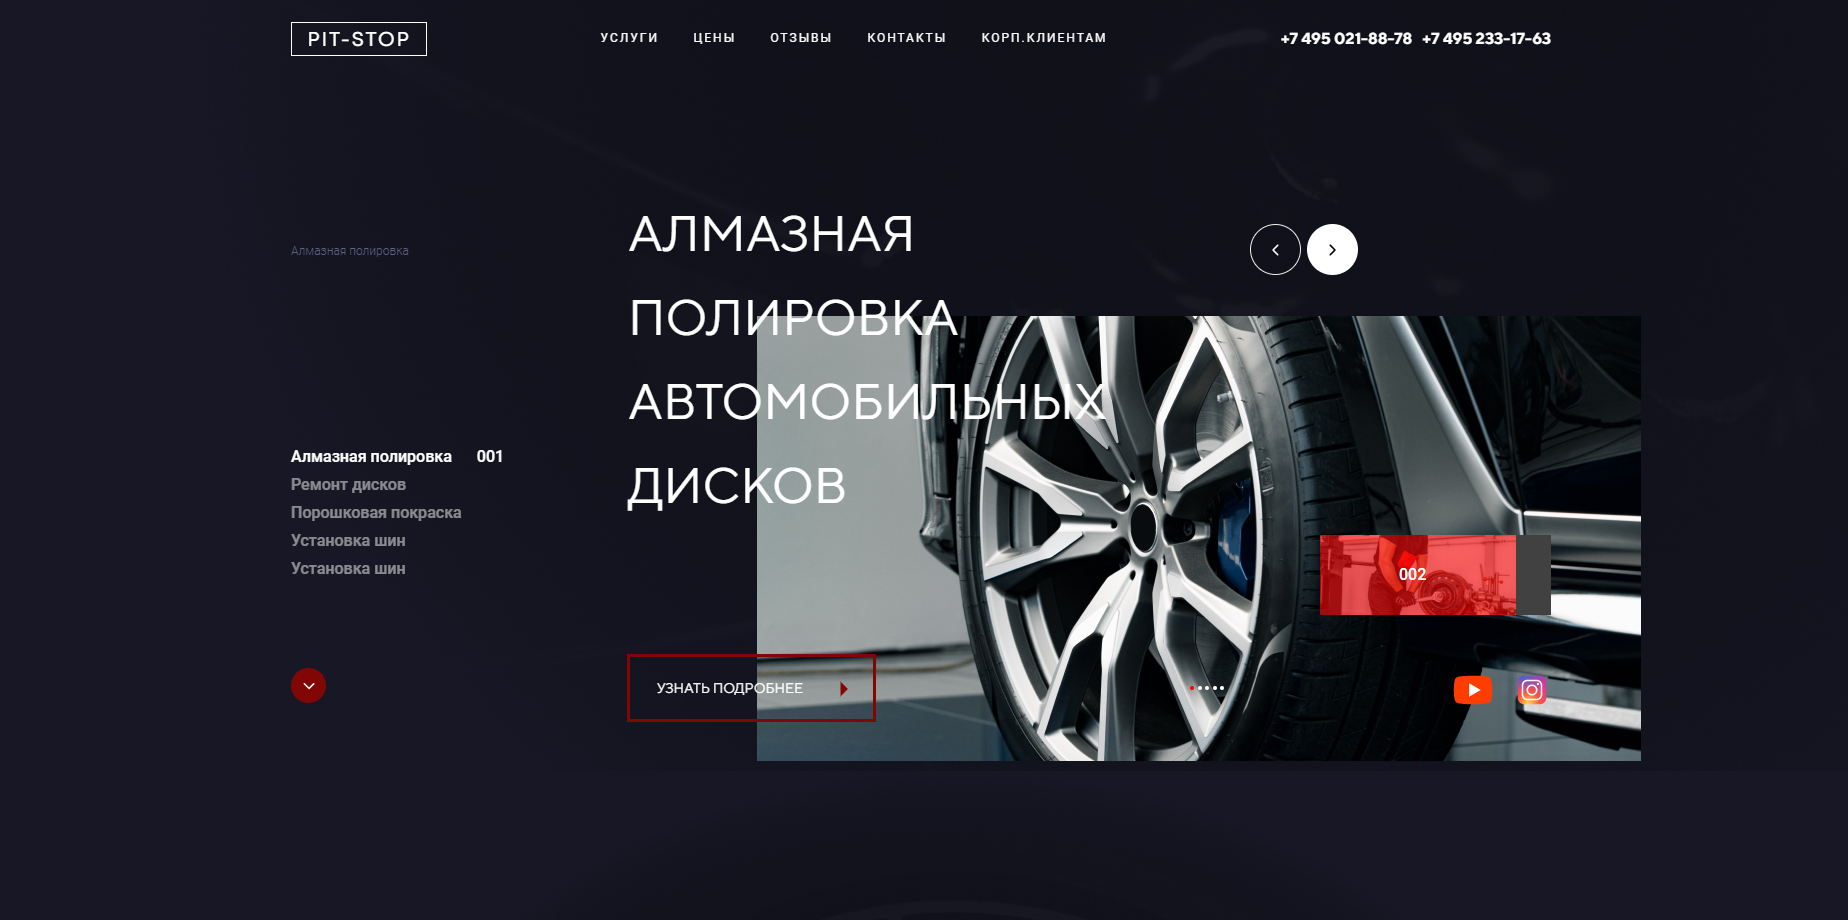 PIT-STOP
УСЛУГИ ЦЕНЫ ОТЗЫВЫ КОНТАКТЫ КОРП.КЛИЕНТАМ
+7 495 021-88-78 +7 495 233-17-63
Алмазная полировка
АЛМАЗНАЯ
ПОЛИРОВКА
АВТОМОБИЛЬНЫХ
ДИСКОВ
Алмазная полировка 001
Ремонт дисков
Порошковая покраска
Установка шин
Установка шин
002
УЗНАТЬ ПОДРОБНЕЕ